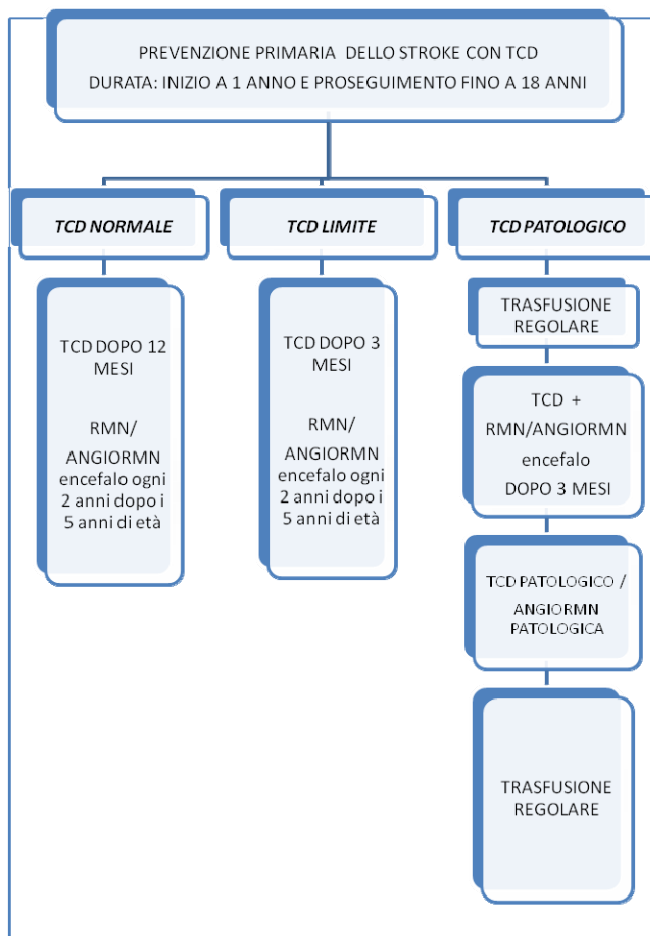 PREVENZIONE PRIMARIA DELLO STROKE CON TCD
DURATA: INIZIO A 1 ANNO E PROSEGUIMENTO FINO A 18 ANNI
TCD NORMALE
TCD DOPO 12
MESI
RMN/
ANGIORMN
encefalo ogni
2 anni dopo i
5 anni di età
TCD LIMITE
TCD DOPO 3
MESI
RMN/
ANGIORMN
encefalo ogni
2 anni dopo i
5 anni di età
TCD PATOLOGICO
TRASFUSIONE
REGOLARE
TCD +
RMN/ANGIORMN
encefalo
DOPO 3 MESI
TCD PATOLOGICO /
ANGIORMN
PATOLOGICA
TRASFUSIONE
REGOLARE